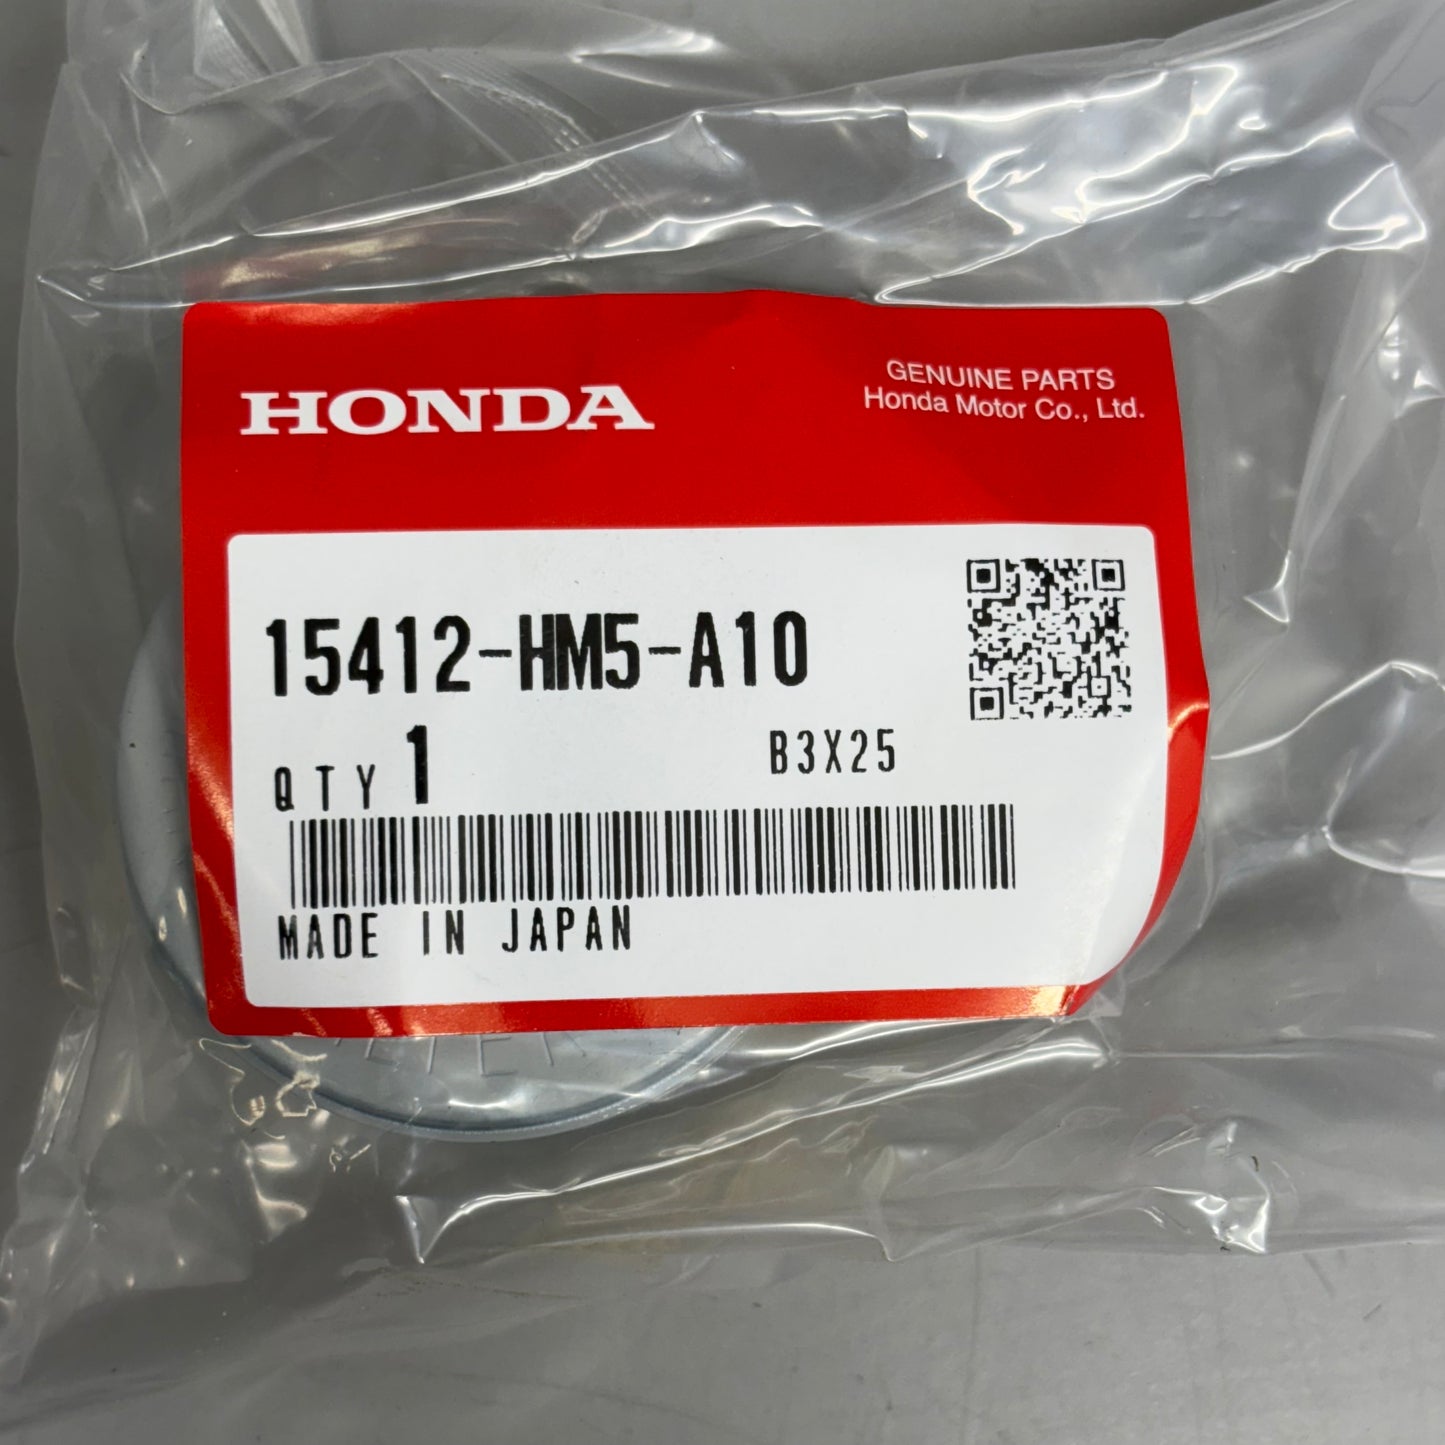 HONDA
GENUINE PARTS
Honda Motor Co., Ltd.
15412-HM5-A10
QTY 1
B3X25
MADE IN JAPAN